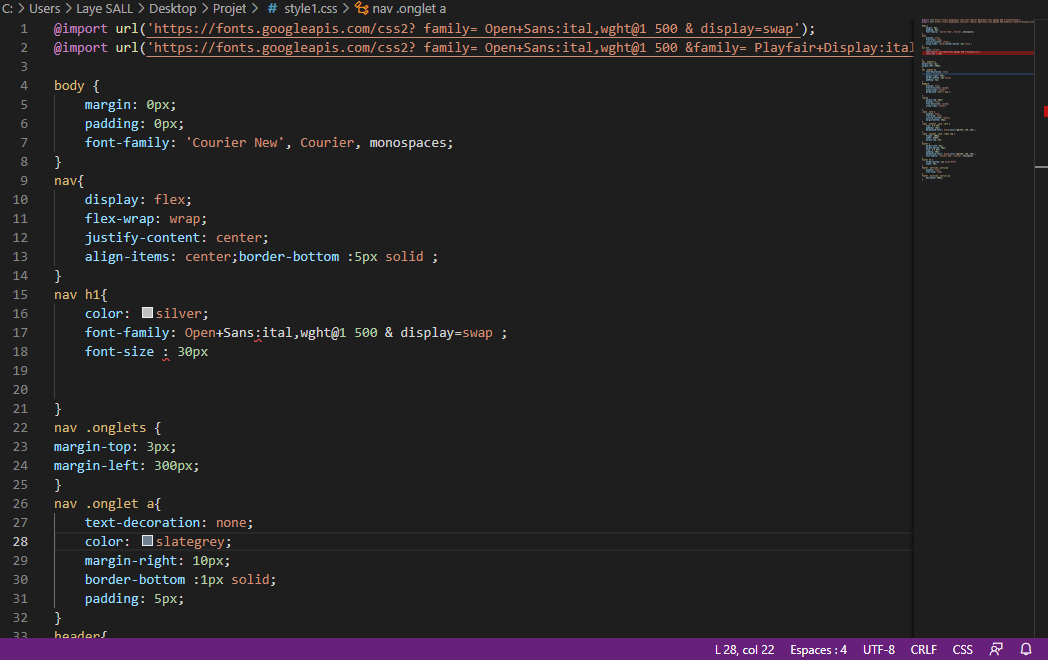 C: > Users > Laye SALL > Desktop > Projet > # style1.css > nav .onglet a
1 @import url('https://fonts.googleapis.com/css2? family= Open+Sans:ital,wght@1 500 & display=swap');
2 @import url('https://fonts.googleapis.com/css2? family= Open+Sans:ital,wght@1 500 &family= Playfair+Display:ital
3
4 body {
5 margin: 0px;
6 padding: 0px;
7 font-family: 'Courier New', Courier, monospaces;
8 }
9 nav{
10 display: flex;
11 flex-wrap: wrap;
12 justify-content: center;
13 align-items: center;border-bottom :5px solid ;
14 }
15 nav h1{
16 color: silver;
17 font-family: Open+Sans:ital,wght@1 500 & display=swap ;
18 font-size : 30px
19
20
21 }
22 nav .onglets {
23 margin-top: 3px;
24 margin-left: 300px;
25 }
26 nav .onglet a{
27 text-decoration: none;
28 color: slategrey;
29 margin-right: 10px;
30 border-bottom :1px solid;
31 padding: 5px;
32 }
33 header{
L 28, col 22 Espaces : 4 UTF-8 CRLF CSS